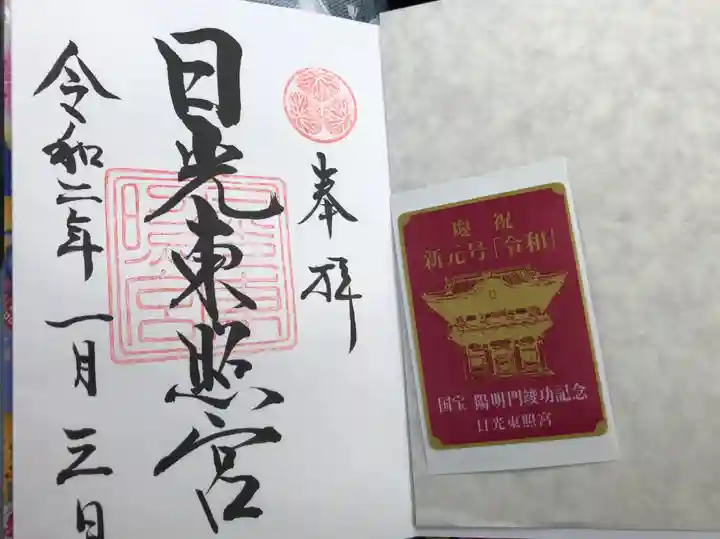 奉拝
日光東照宮
令和二年一月三日
慶祝
新元号「令和」
国宝 陽明門竣功記念
日光東照宮